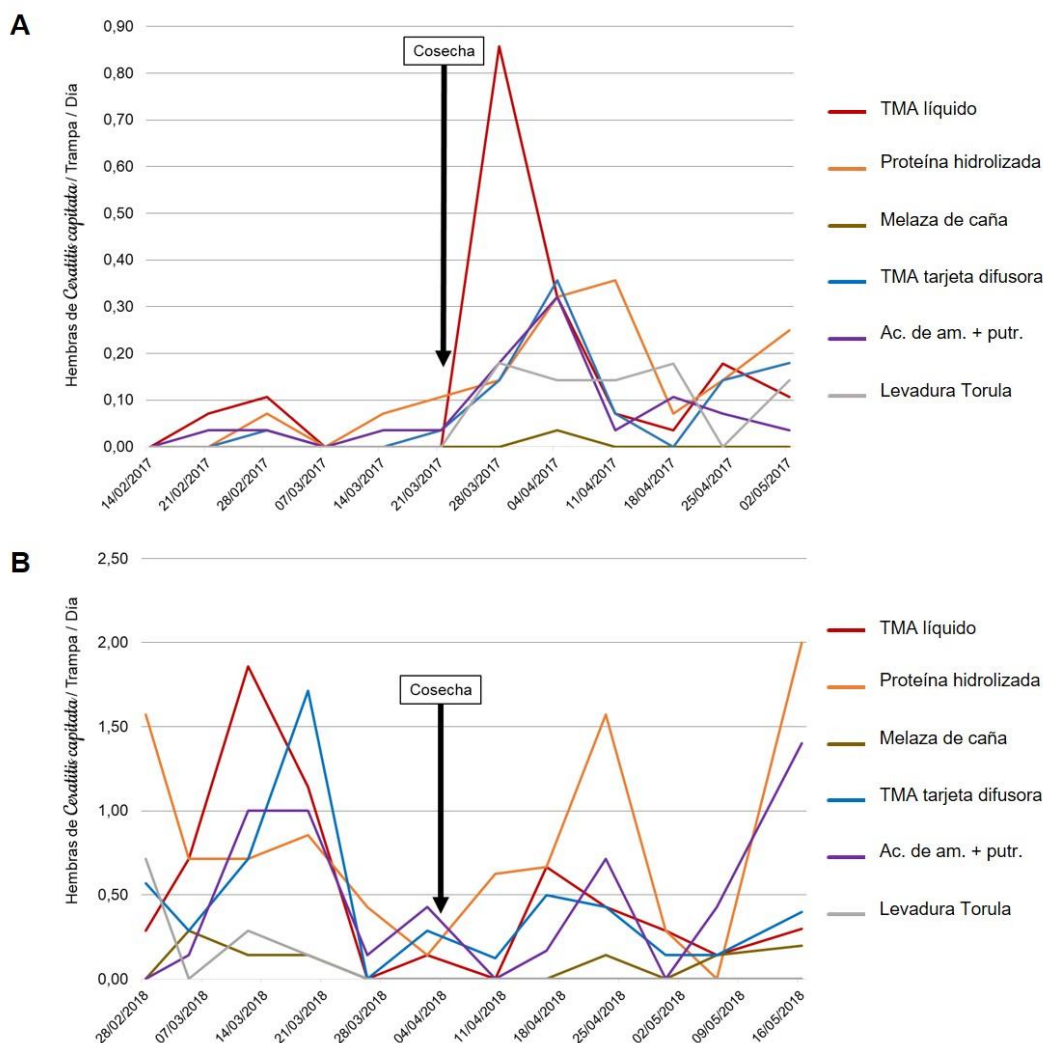 A
Hembras de Ceratitis capitata / Trampa / Día
0,90
0,80
0,70
0,60
0,50
0,40
0,30
0,20
0,10
0,00
Cosecha
14/02/2017
21/02/2017
28/02/2017
07/03/2017
14/03/2017
21/03/2017
28/03/2017
04/04/2017
11/04/2017
18/04/2017
25/04/2017
02/05/2017
TMA líquido
Proteína hidrolizada
Melaza de caña
TMA tarjeta difusora
Ac. de am. + putr.
Levadura Torula
B
Hembras de Ceratitis capitata / Trampa / Día
2,50
2,00
1,50
1,00
0,50
0,00
Cosecha
28/02/2018
07/03/2018
14/03/2018
21/03/2018
28/03/2018
04/04/2018
11/04/2018
18/04/2018
25/04/2018
02/05/2018
09/05/2018
16/05/2018
TMA líquido
Proteína hidrolizada
Melaza de caña
TMA tarjeta difusora
Ac. de am. + putr.
Levadura Torula